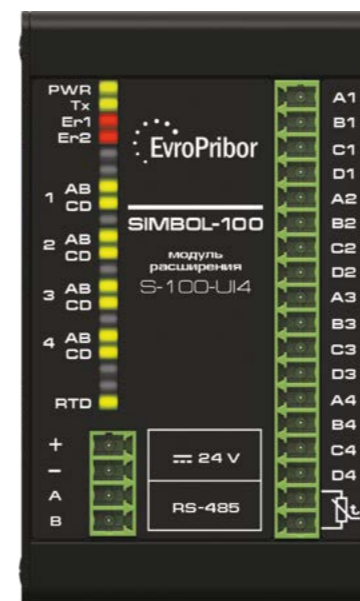 PWR
Tx
Er1
Er2
1 AB
CD
2 AB
CD
3 AB
CD
4 AB
CD
RTD
EvroPribor
SIMBOL-100
модуль
расширения
S-100-UI4
+
−
A
B
24 V
RS-485
A1
B1
C1
D1
A2
B2
C2
D2
A3
B3
C3
D3
A4
B4
C4
D4
t